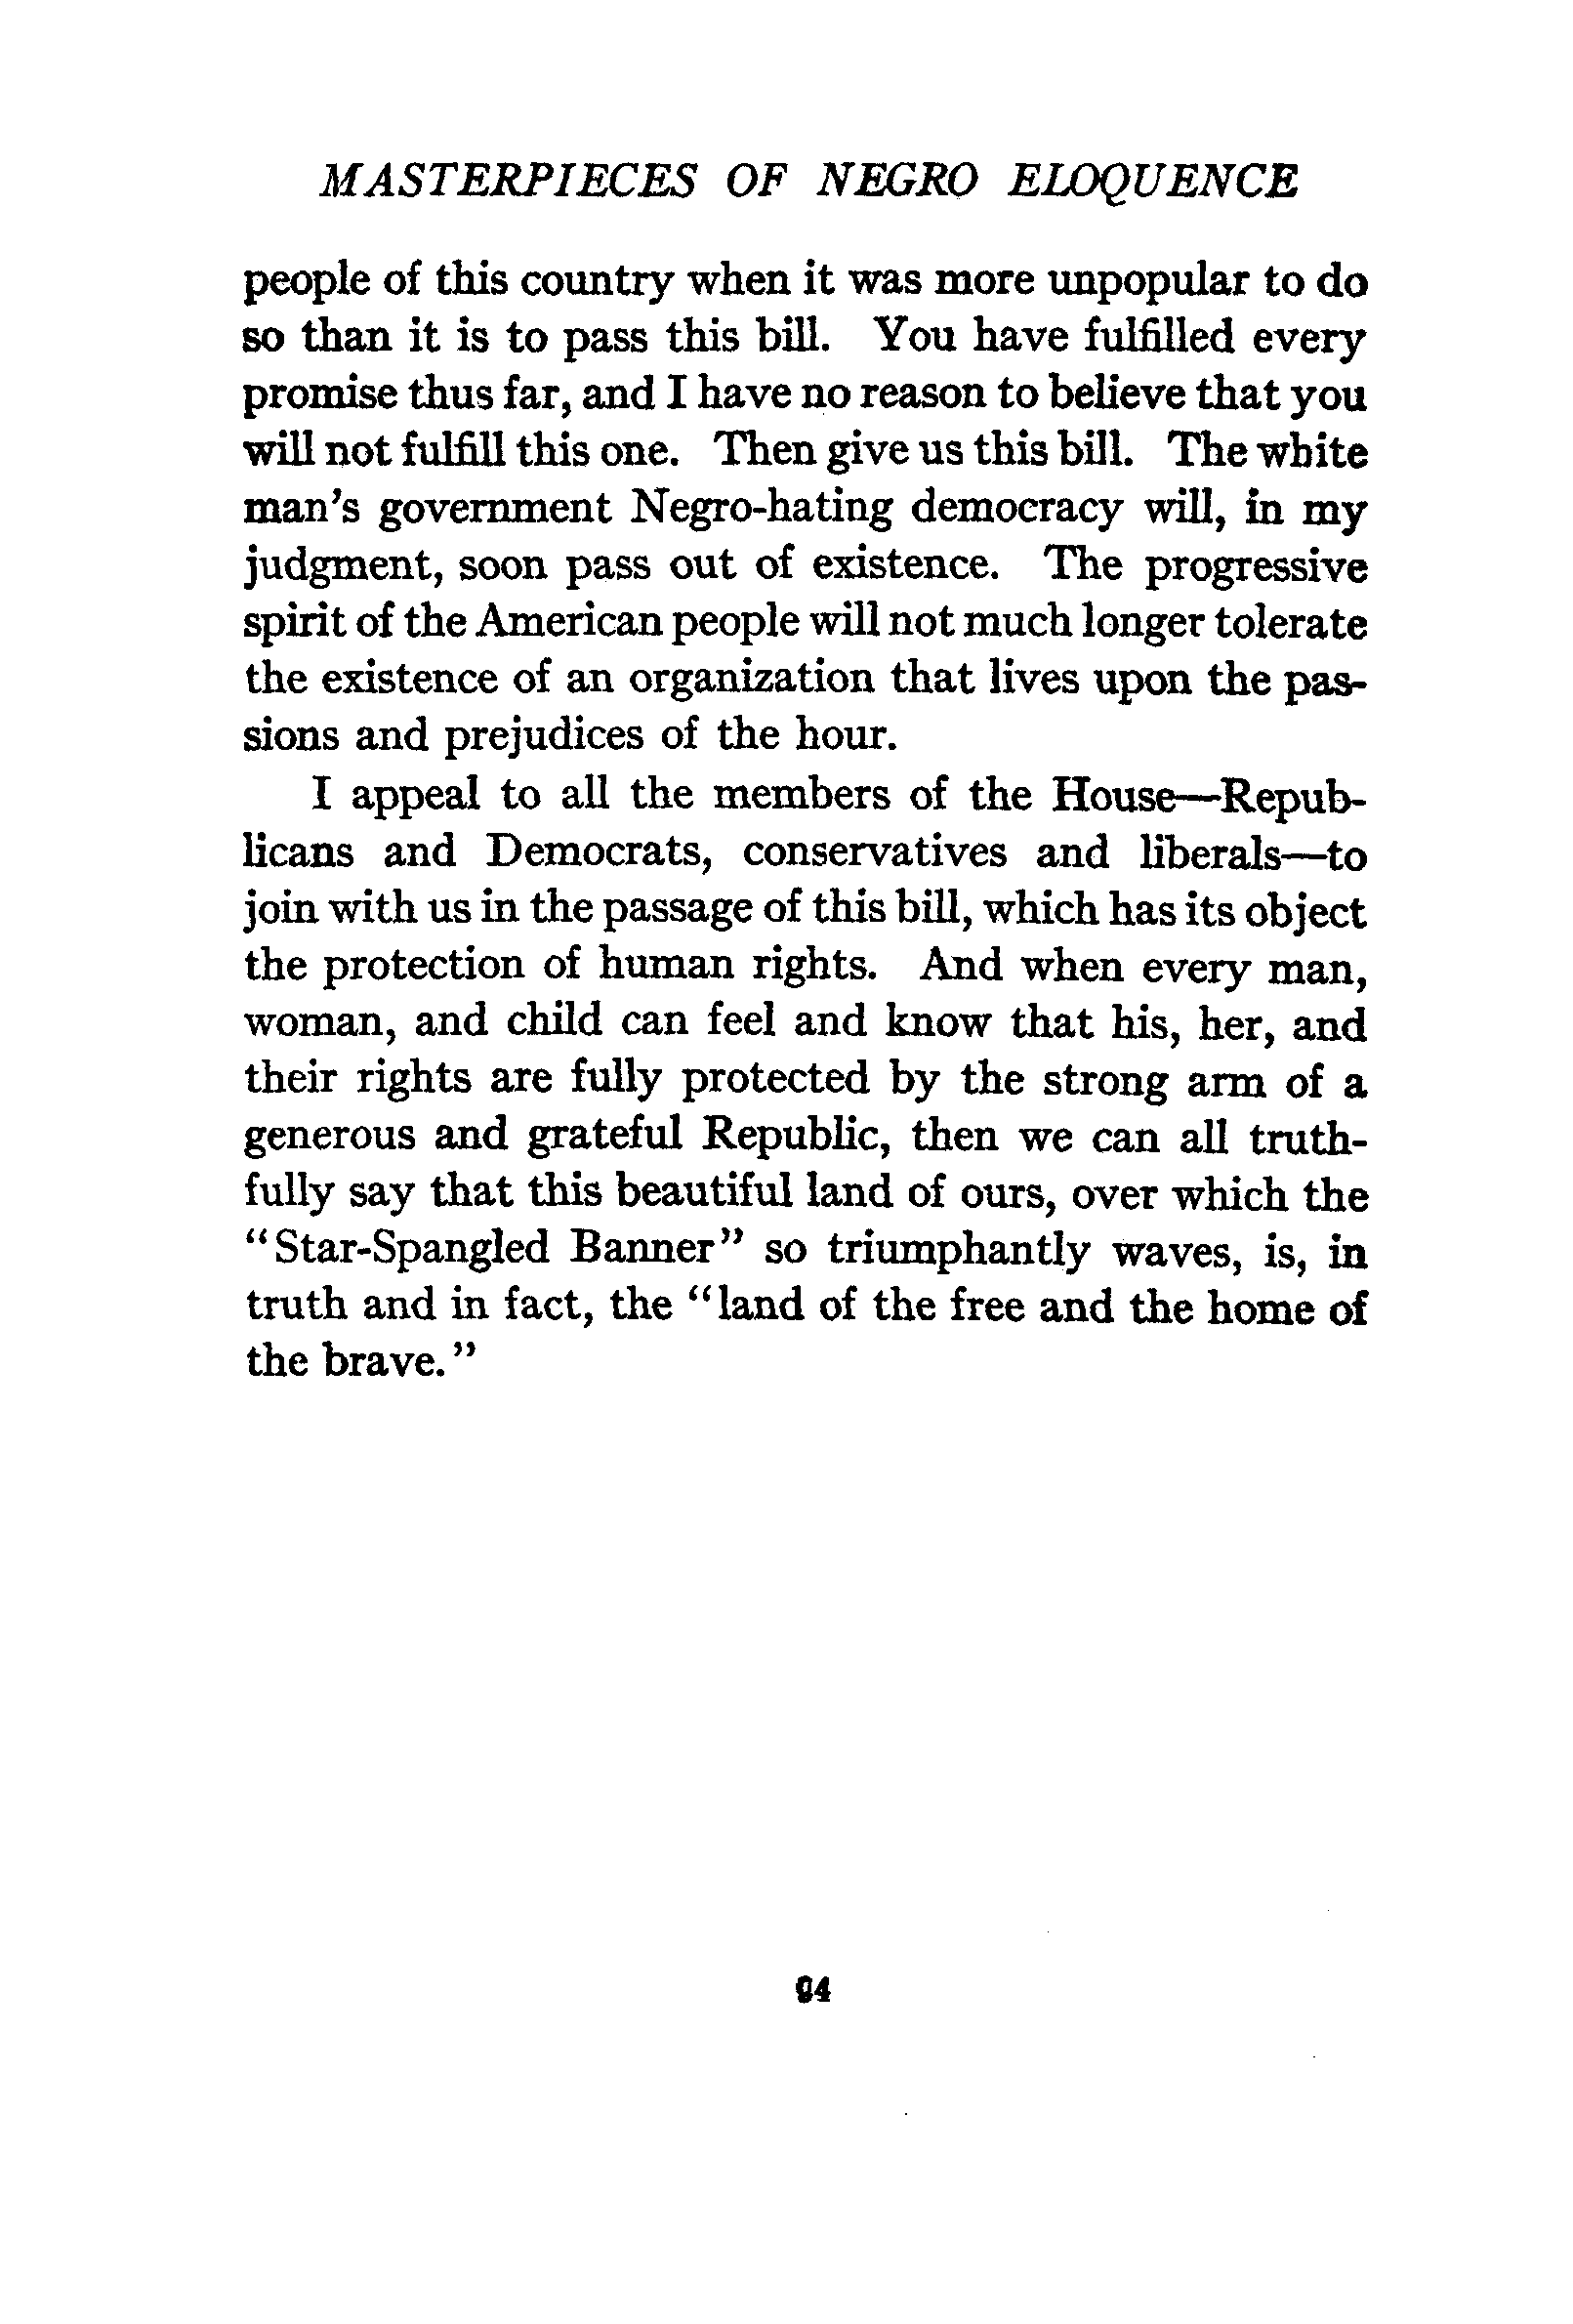 MASTERPIECES OF NEGRO ELOQUENCE
people of this country when it was more unpopular to do
so than it is to pass this bill. You have fulfilled every
promise thus far, and I have no reason to believe that you
will not fulfill this one. Then give us this bill. The white
man's government Negro-hating democracy will, in my
judgment, soon pass out of existence. The progressive
spirit of the American people will not much longer tolerate
the existence of an organization that lives upon the pas-
sions and prejudices of the hour.
I appeal to all the members of the House—Repub-
licans and Democrats, conservatives and liberals—to
join with us in the passage of this bill, which has its object
the protection of human rights. And when every man,
woman, and child can feel and know that his, her, and
their rights are fully protected by the strong arm of a
generous and grateful Republic, then we can all truth-
fully say that this beautiful land of ours, over which the
"Star-Spangled Banner" so triumphantly waves, is, in
truth and in fact, the "land of the free and the home of
the brave."
94